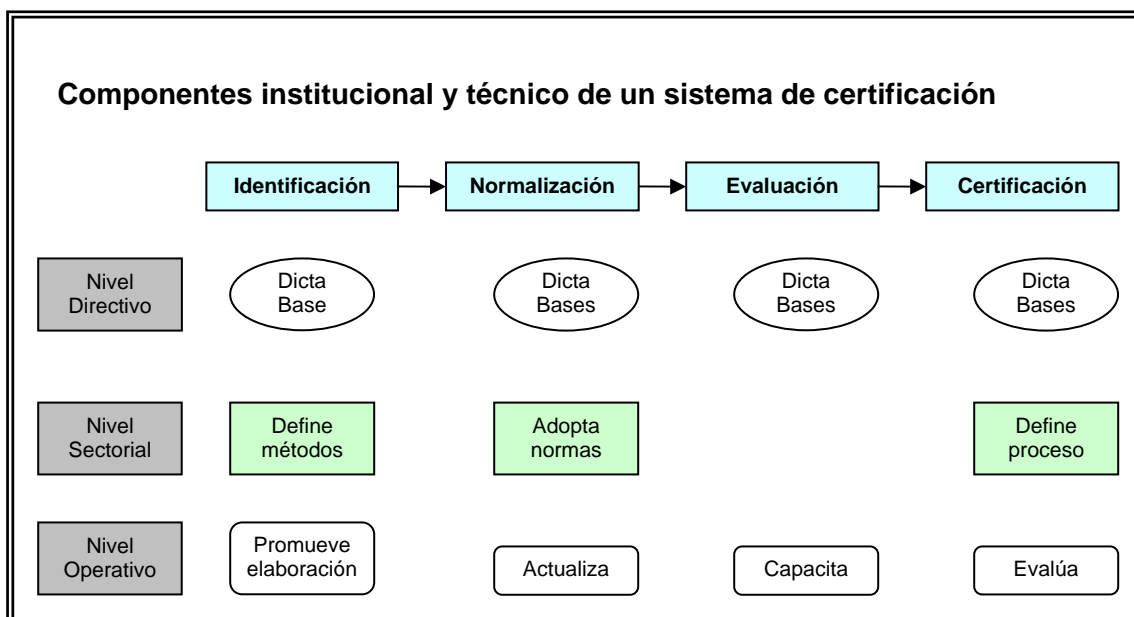 Componentes institucional y técnico de un sistema de certificación
Identificación
Normalización
Evaluación
Certificación
Nivel
Directivo
Dicta
Base
Dicta
Bases
Dicta
Bases
Dicta
Bases
Nivel
Sectorial
Define
métodos
Adopta
normas
Define
proceso
Nivel
Operativo
Promueve
elaboración
Actualiza
Capacita
Evalúa